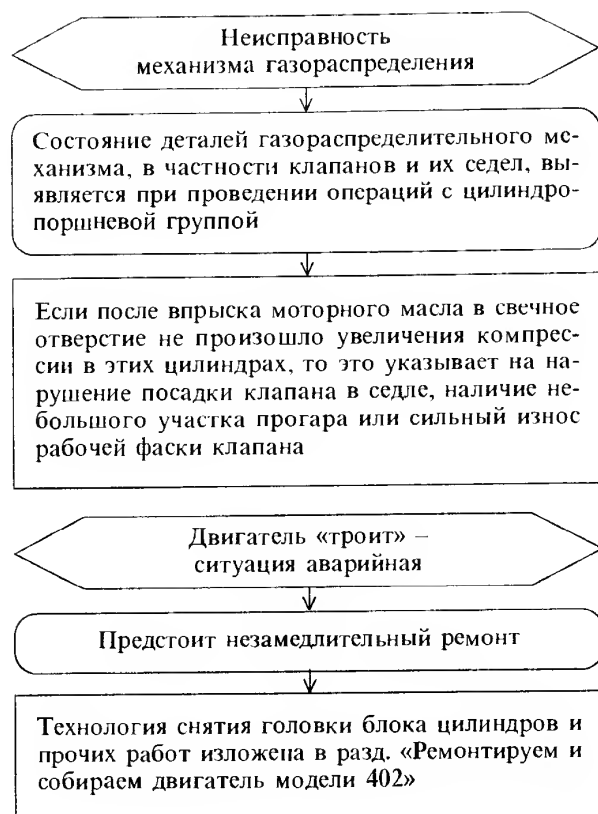 Неисправность
механизма газораспределения
Состояние деталей газораспределительного ме-
ханизма, в частности клапанов и их седел, вы-
является при проведении операций с цилиндро-
поршневой группой
Если после впрыска моторного масла в свечное
отверстие не произошло увеличения компрес-
сии в этих цилиндрах, то это указывает на на-
рушение посадки клапана в седле, наличие не-
большого участка прогара или сильный износ
рабочей фаски клапана
Двигатель «троит» –
ситуация аварийная
Предстоит незамедлительный ремонт
Технология снятия головки блока цилиндров и
прочих работ изложена в разд. «Ремонтируем и
собираем двигатель модели 402»